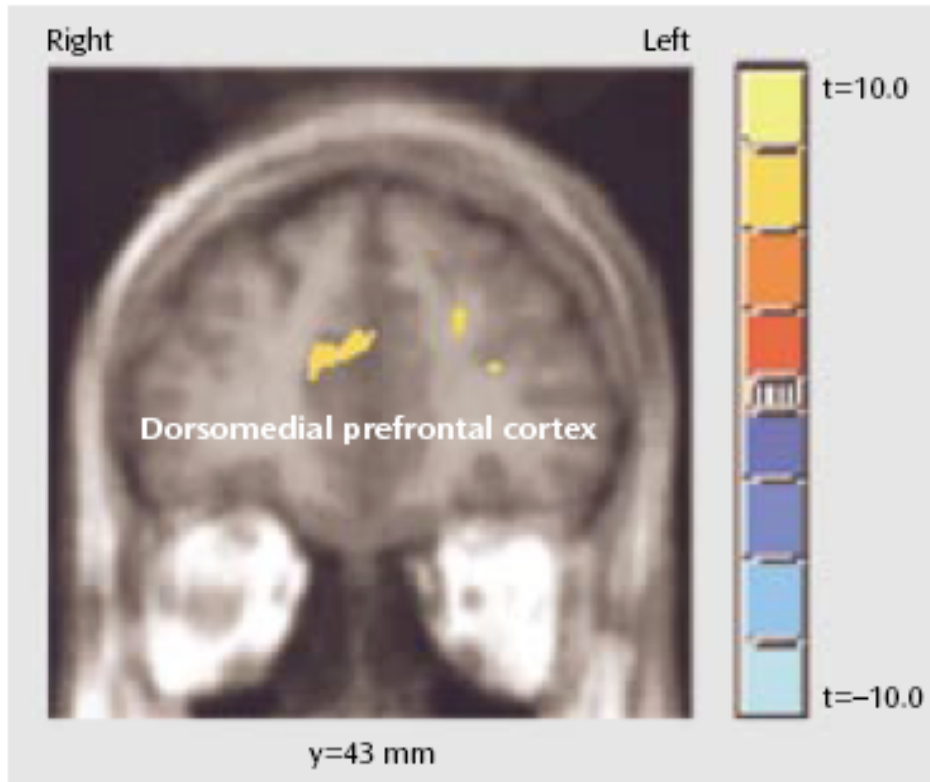 Right
Left
t=10.0
Dorsomedial prefrontal cortex
t=–10.0
y=43 mm